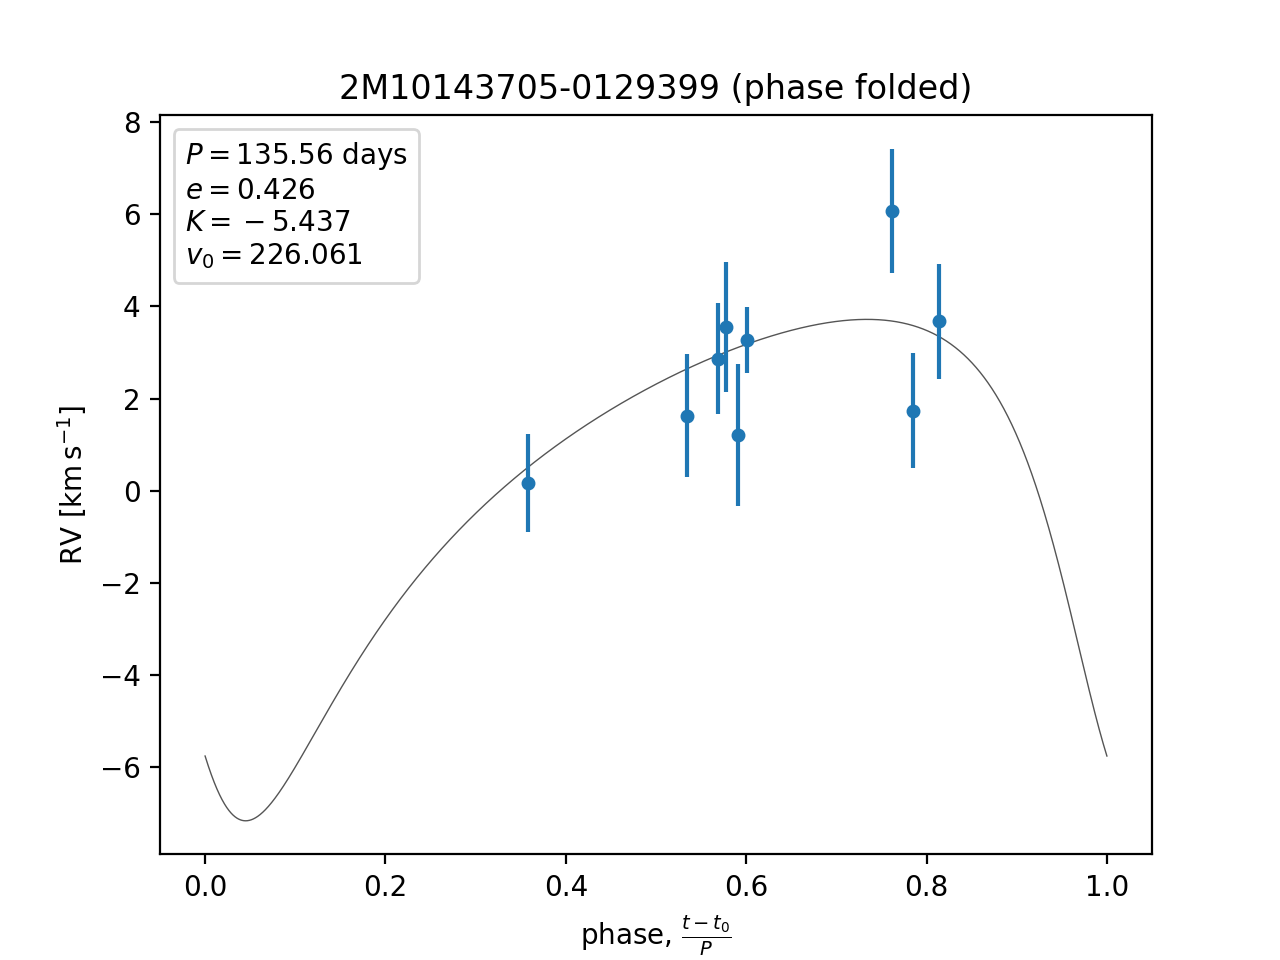 2M10143705-0129399 (phase folded)
P = 135.56 days
e = 0.426
K = −5.437
v₀ = 226.061
8
6
4
2
0
−2
−4
−6
RV [km s⁻¹]
0.0 0.2 0.4 0.6 0.8 1.0
phase, (t − t₀)/P